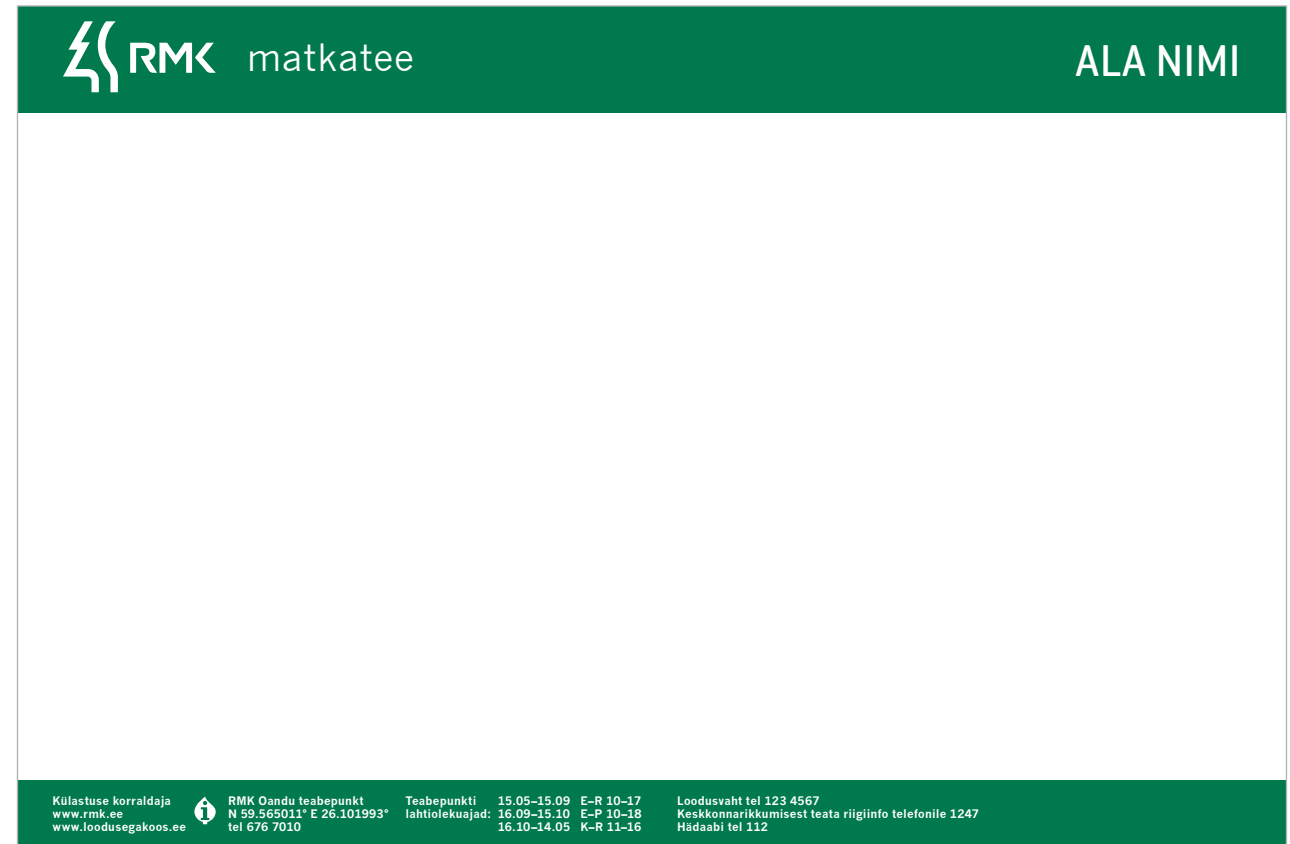 RMK matkatee
ALA NIMI
Külastuse korraldaja
www.rmk.ee
www.loodusegakoos.ee
i
RMK Oandu teabepunkt
N 59.565011° E 26.101993°
tel 676 7010
Teabepunkti 15.05–15.09 E–R 10–17
lahtiolekuajad: 16.09–15.10 E–P 10–18
16.10–14.05 K–R 11–16
Loodusvaht tel 123 4567
Keskkonnarikkumisest teata riigiinfo telefonile 1247
Hädaabi tel 112